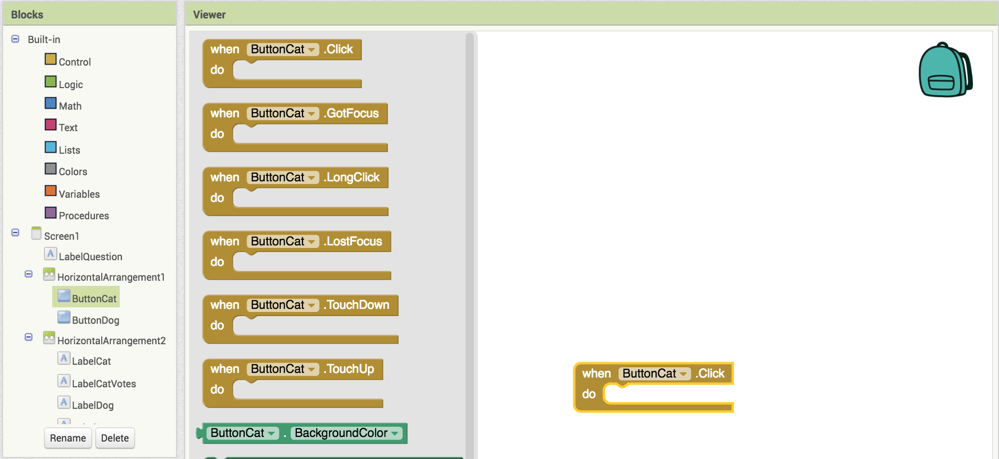 Blocks
Built-in
Control
Logic
Math
Text
Lists
Colors
Variables
Procedures
Screen1
LabelQuestion
HorizontalArrangement1
ButtonCat
ButtonDog
HorizontalArrangement2
LabelCat
LabelCatVotes
LabelDog
Rename Delete
Viewer
when ButtonCat .Click
do
when ButtonCat .GotFocus
do
when ButtonCat .LongClick
do
when ButtonCat .LostFocus
do
when ButtonCat .TouchDown
do
when ButtonCat .TouchUp
do
ButtonCat . BackgroundColor
when ButtonCat .Click
do